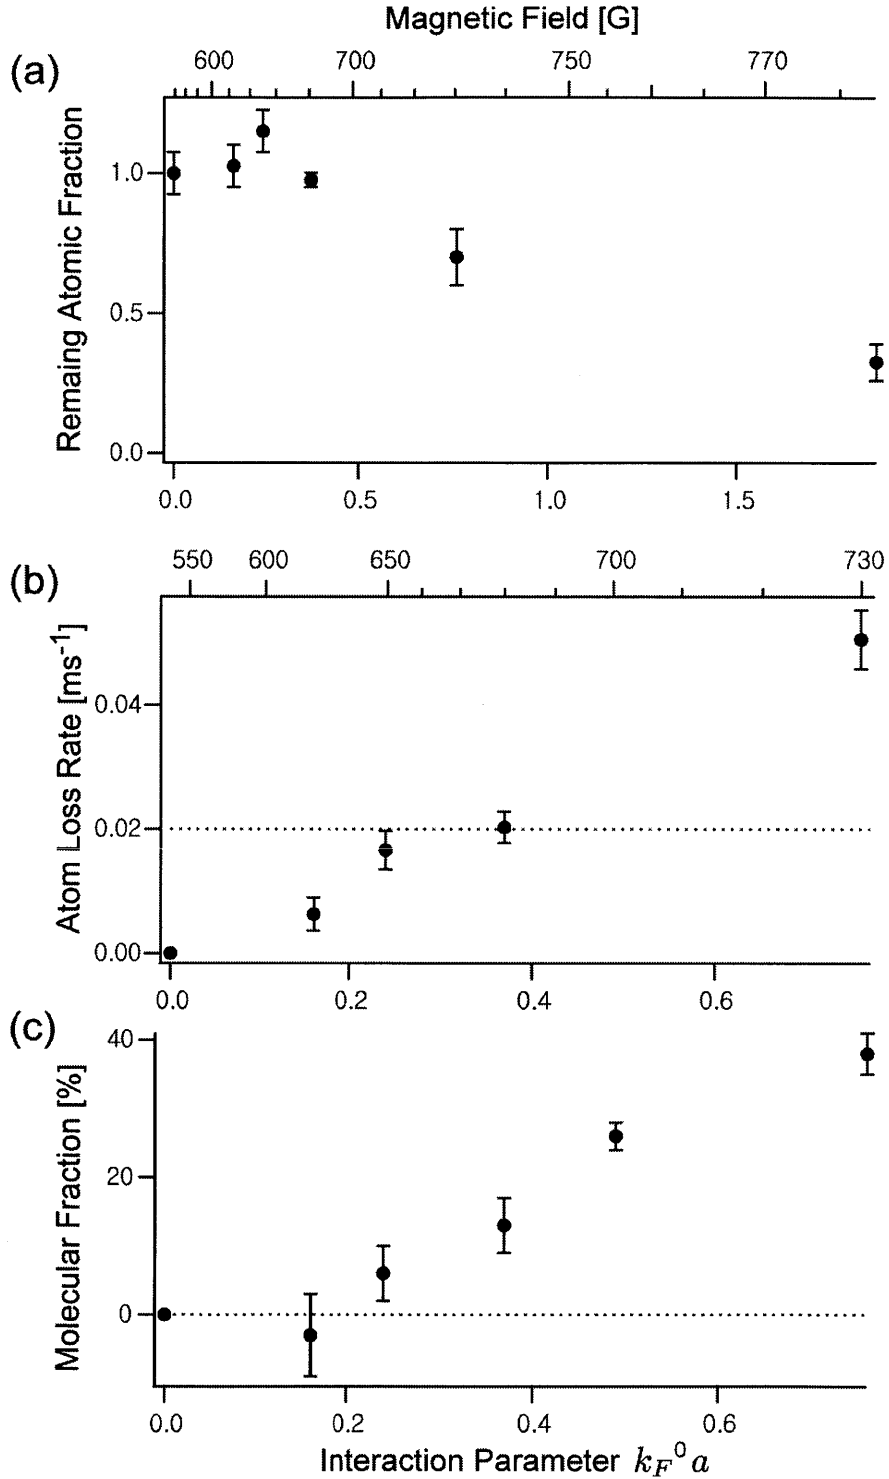 Magnetic Field [G]
(a)
600 700 750 770
Remaing Atomic Fraction
1.0
0.5
0.0
0.0 0.5 1.0 1.5
(b)
550 600 650 700 730
Atom Loss Rate [ms⁻¹]
0.04
0.02
0.00
0.0 0.2 0.4 0.6
(c)
Molecular Fraction [%]
40
20
0
0.0 0.2 0.4 0.6
Interaction Parameter k_F⁰a